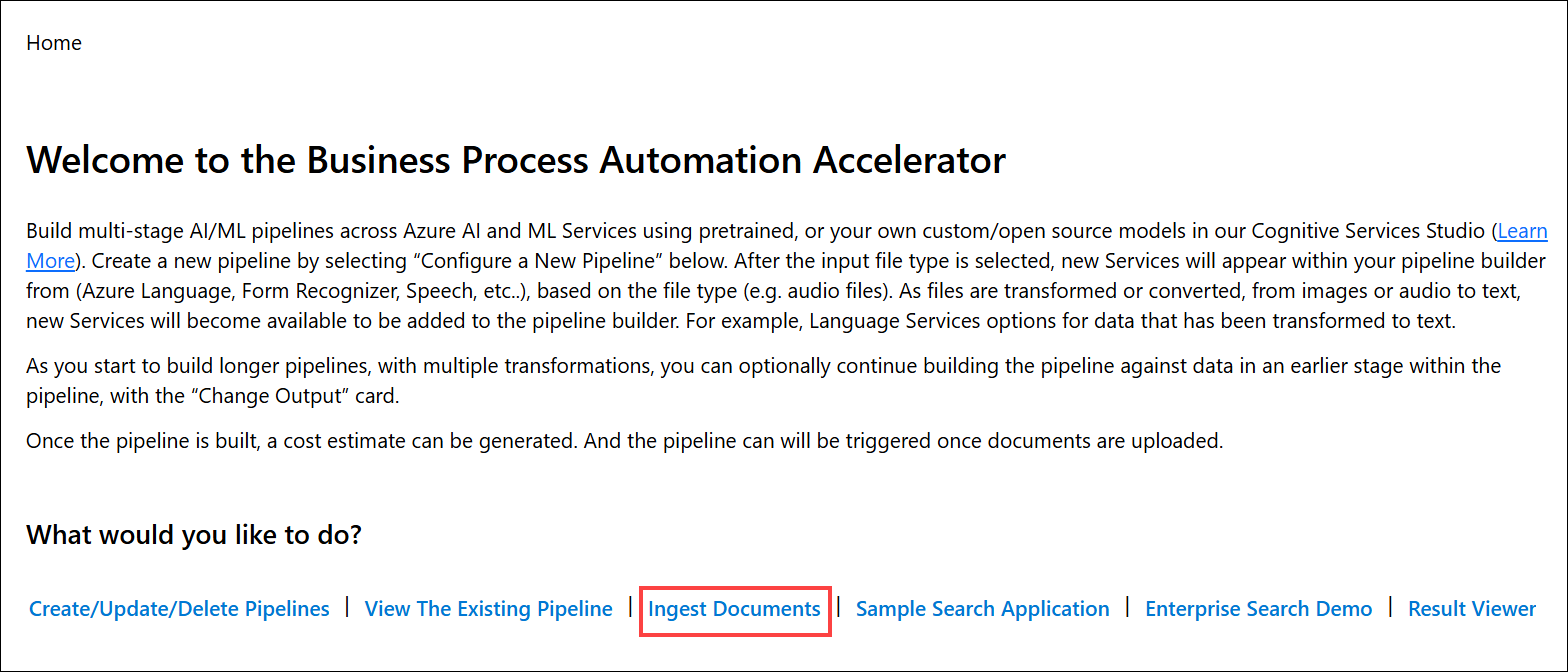 Home
Welcome to the Business Process Automation Accelerator
Build multi-stage AI/ML pipelines across Azure AI and ML Services using pretrained, or your own custom/open source models in our Cognitive Services Studio (Learn
More). Create a new pipeline by selecting “Configure a New Pipeline” below. After the input file type is selected, new Services will appear within your pipeline builder
from (Azure Language, Form Recognizer, Speech, etc..), based on the file type (e.g. audio files). As files are transformed or converted, from images or audio to text,
new Services will become available to be added to the pipeline builder. For example, Language Services options for data that has been transformed to text.
As you start to build longer pipelines, with multiple transformations, you can optionally continue building the pipeline against data in an earlier stage within the
pipeline, with the “Change Output” card.
Once the pipeline is built, a cost estimate can be generated. And the pipeline can will be triggered once documents are uploaded.
What would you like to do?
Create/Update/Delete Pipelines | View The Existing Pipeline | Ingest Documents | Sample Search Application | Enterprise Search Demo | Result Viewer